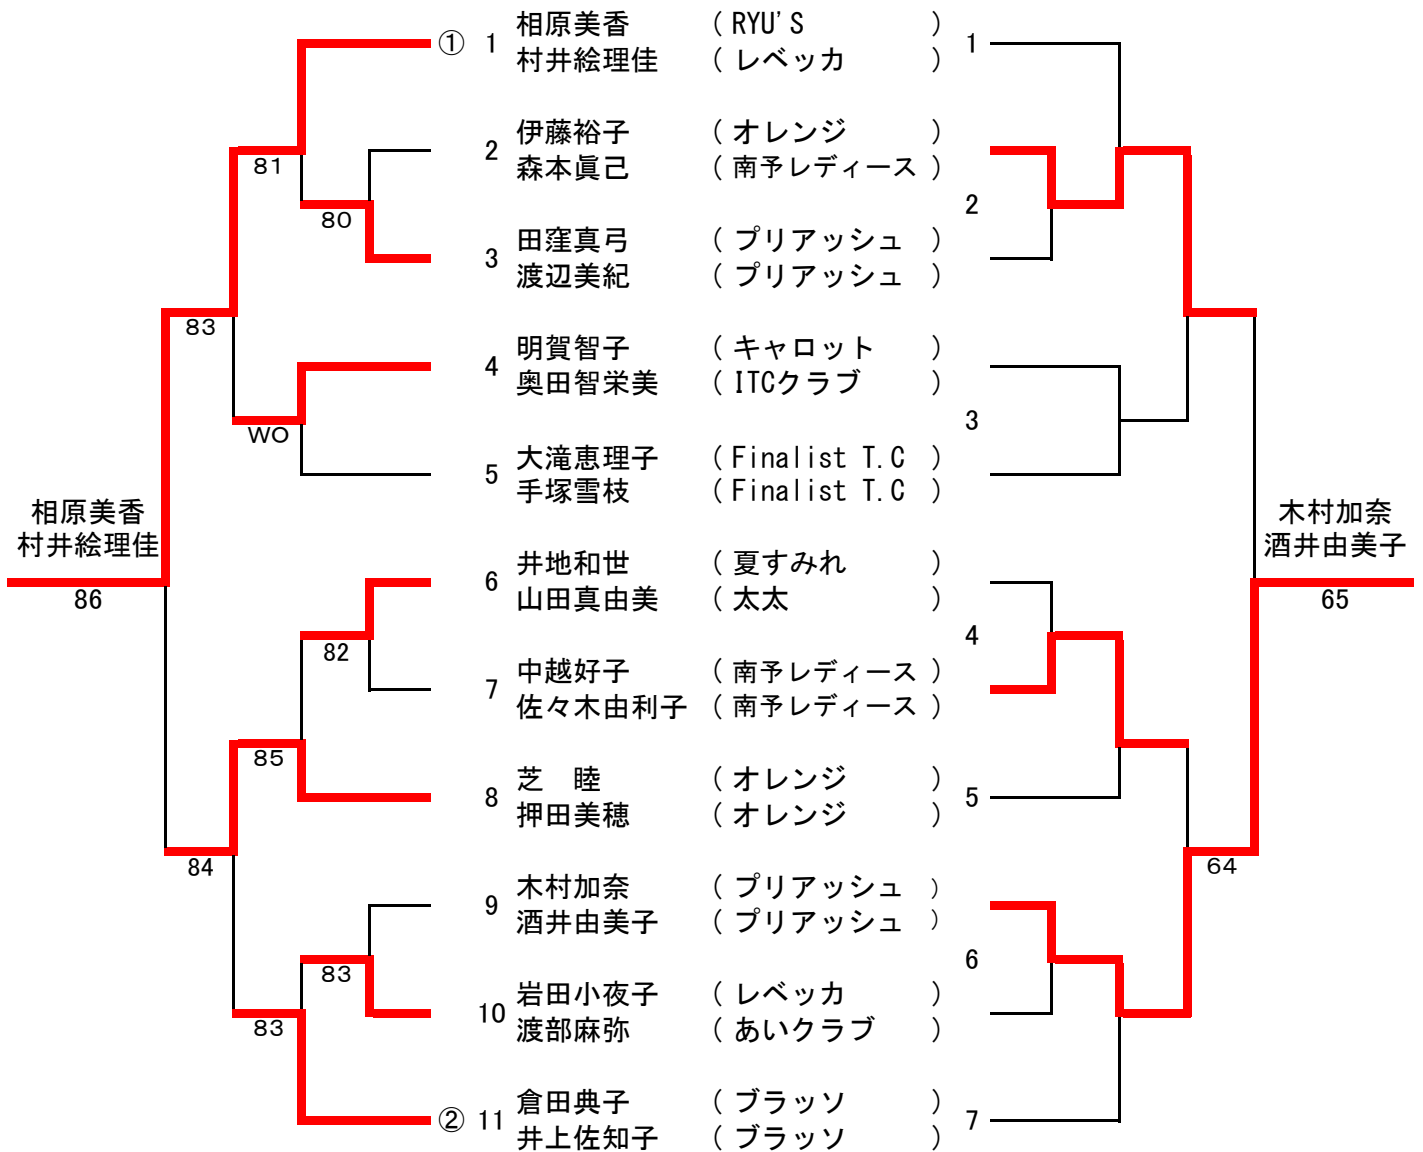 ① 1 相原美香 ( RYU'S ) 1
村井絵理佳 ( レベッカ )
2 伊藤裕子 ( オレンジ )
森本眞己 ( 南予レディース )
81
80
2
3 田窪真弓 ( プリアッシュ )
渡辺美紀 ( プリアッシュ )
83
4 明賀智子 ( キャロット )
奥田智栄美 ( ITCクラブ )
WO
3
5 大滝恵理子 ( Finalist T.C )
手塚雪枝 ( Finalist T.C )
相原美香
村井絵理佳
86
木村加奈
酒井由美子
65
6 井地和世 ( 夏すみれ )
山田真由美 ( 太太 )
82
4
7 中越好子 ( 南予レディース )
佐々木由利子 ( 南予レディース )
85
8 芝　睦 ( オレンジ ) 5
押田美穂 ( オレンジ )
84
64
9 木村加奈 ( プリアッシュ )
酒井由美子 ( プリアッシュ )
83
6
10 岩田小夜子 ( レベッカ )
渡部麻弥 ( あいクラブ )
83
② 11 倉田典子 ( ブラッソ ) 7
井上佐知子 ( ブラッソ )